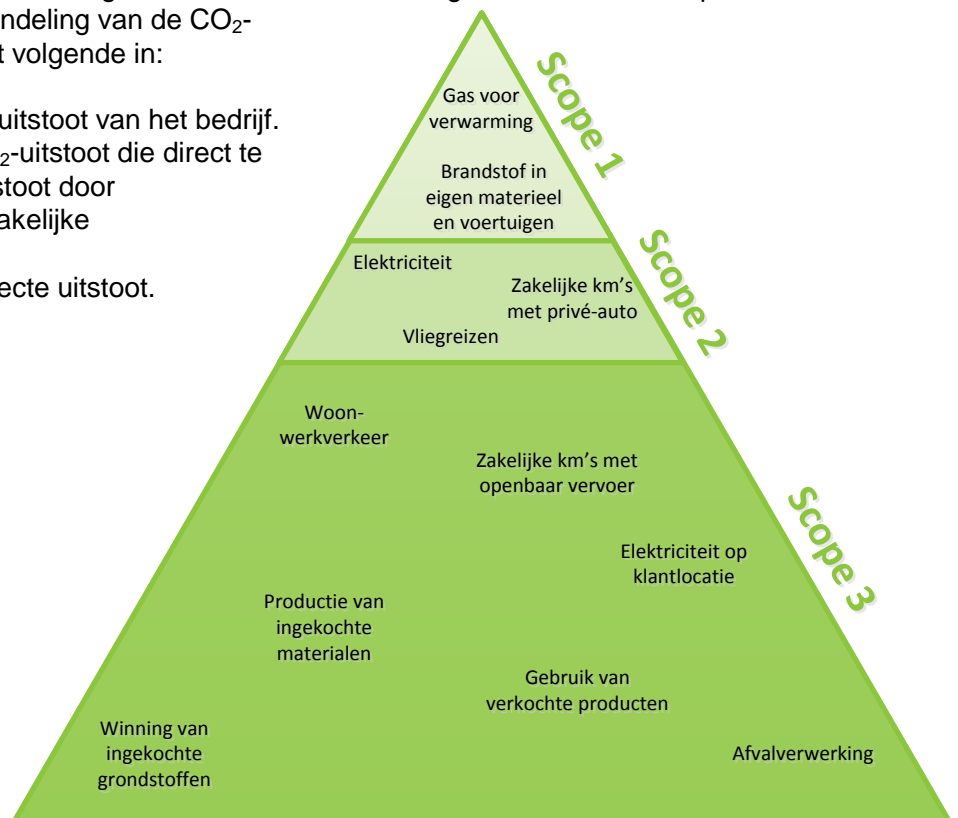 ndeling van de CO₂-
t volgende in:
uitstoot van het bedrijf.
₂-uitstoot die direct te
stoot door
akelijke
ecte uitstoot.
Scope 1
Gas voor
verwarming
Brandstof in
eigen materieel
en voertuigen
Scope 2
Elektriciteit
Zakelijke km's
met privé-auto
Vliegreizen
Scope 3
Woon-
werkverkeer
Zakelijke km's met
openbaar vervoer
Elektriciteit op
klantlocatie
Productie van
ingekochte
materialen
Gebruik van
verkochte producten
Winning van
ingekochte
grondstoffen
Afvalverwerking